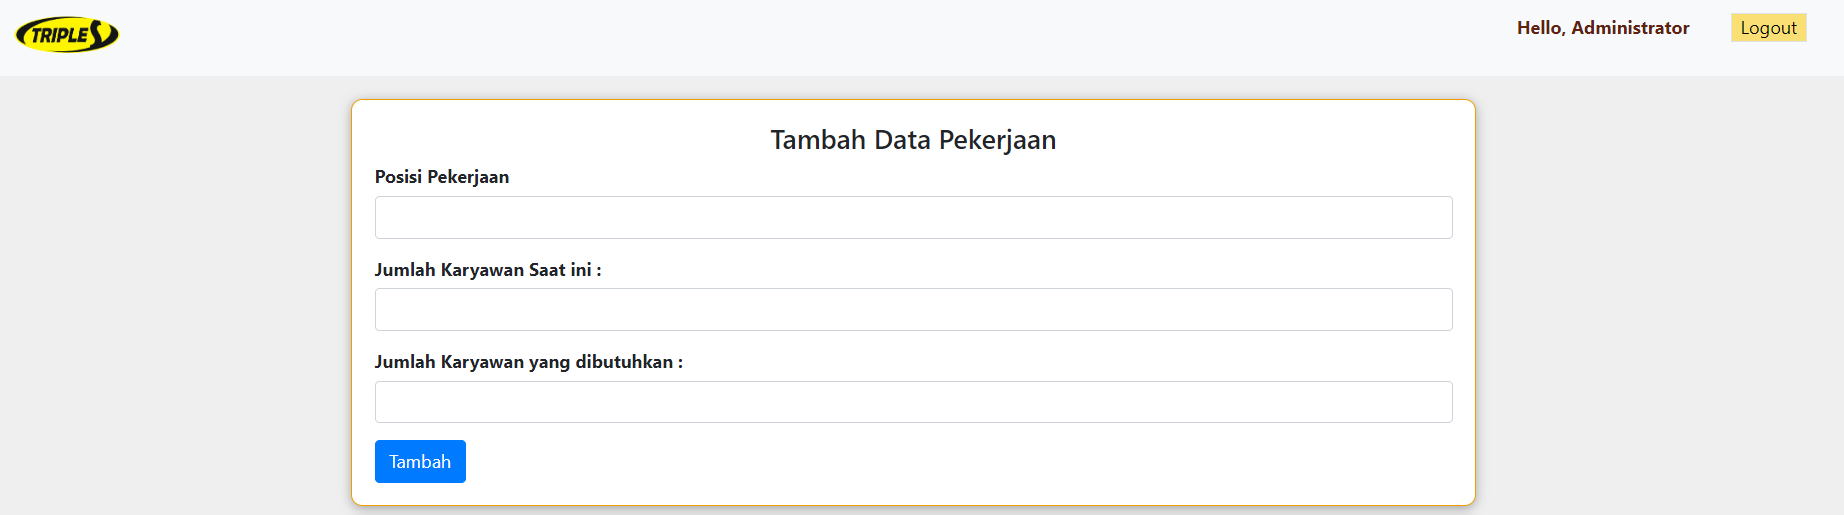 TRIPLE S
Hello, Administrator
Logout
Tambah Data Pekerjaan
Posisi Pekerjaan
Jumlah Karyawan Saat ini :
Jumlah Karyawan yang dibutuhkan :
Tambah